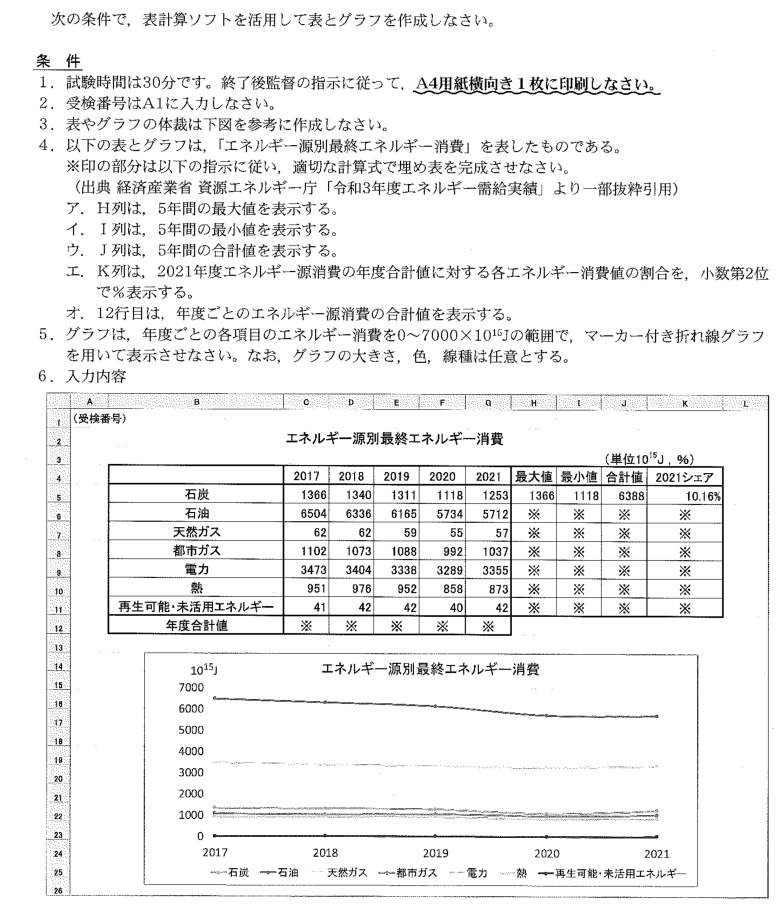 次の条件で，表計算ソフトを活用して表とグラフを作成しなさい。
条　件
1．試験時間は30分です。終了後監督の指示に従って，A4用紙横向き１枚に印刷しなさい。
2．受検番号はA1に入力しなさい。
3．表やグラフの体裁は下図を参考に作成しなさい。
4．以下の表とグラフは，「エネルギー源別最終エネルギー消費」を表したものである。
※印の部分は以下の指示に従い，適切な計算式で埋め表を完成させなさい。
（出典 経済産業省 資源エネルギー庁「令和3年度エネルギー需給実績」より一部抜粋引用）
ア．H列は，5年間の最大値を表示する。
イ．I列は，5年間の最小値を表示する。
ウ．J列は，5年間の合計値を表示する。
エ．K列は，2021年度エネルギー源消費の年度合計値に対する各エネルギー消費値の割合を，小数第2位
で％表示する。
オ．12行目は，年度ごとのエネルギー源消費の合計値を表示する。
5．グラフは，年度ごとの各項目のエネルギー消費を0～7000×10¹⁵Jの範囲で，マーカー付き折れ線グラフ
を用いて表示させなさい。なお，グラフの大きさ，色，線種は任意とする。
6．入力内容
A B C D E F G H I J K L
1 (受検番号)
2 エネルギー源別最終エネルギー消費
3 (単位10¹⁵J，%)
4 2017 2018 2019 2020 2021 最大値 最小値 合計値 2021シェア
5 石炭 1366 1340 1311 1118 1253 1366 1118 6388 10.16%
6 石油 6504 6336 6165 5734 5712 ※ ※ ※ ※
7 天然ガス 62 62 59 55 57 ※ ※ ※ ※
8 都市ガス 1102 1073 1088 992 1037 ※ ※ ※ ※
9 電力 3473 3404 3338 3289 3355 ※ ※ ※ ※
10 熱 951 976 952 858 873 ※ ※ ※ ※
11 再生可能・未活用エネルギー 41 42 42 40 42 ※ ※ ※ ※
12 年度合計値 ※ ※ ※ ※ ※
13
14 10¹⁵J エネルギー源別最終エネルギー消費
15 7000
16 6000
17 5000
18 4000
19 3000
20
21 2000
22 1000
23 0
24 2017 2018 2019 2020 2021
25 石炭 石油 天然ガス 都市ガス 電力 熱 再生可能・未活用エネルギー
26